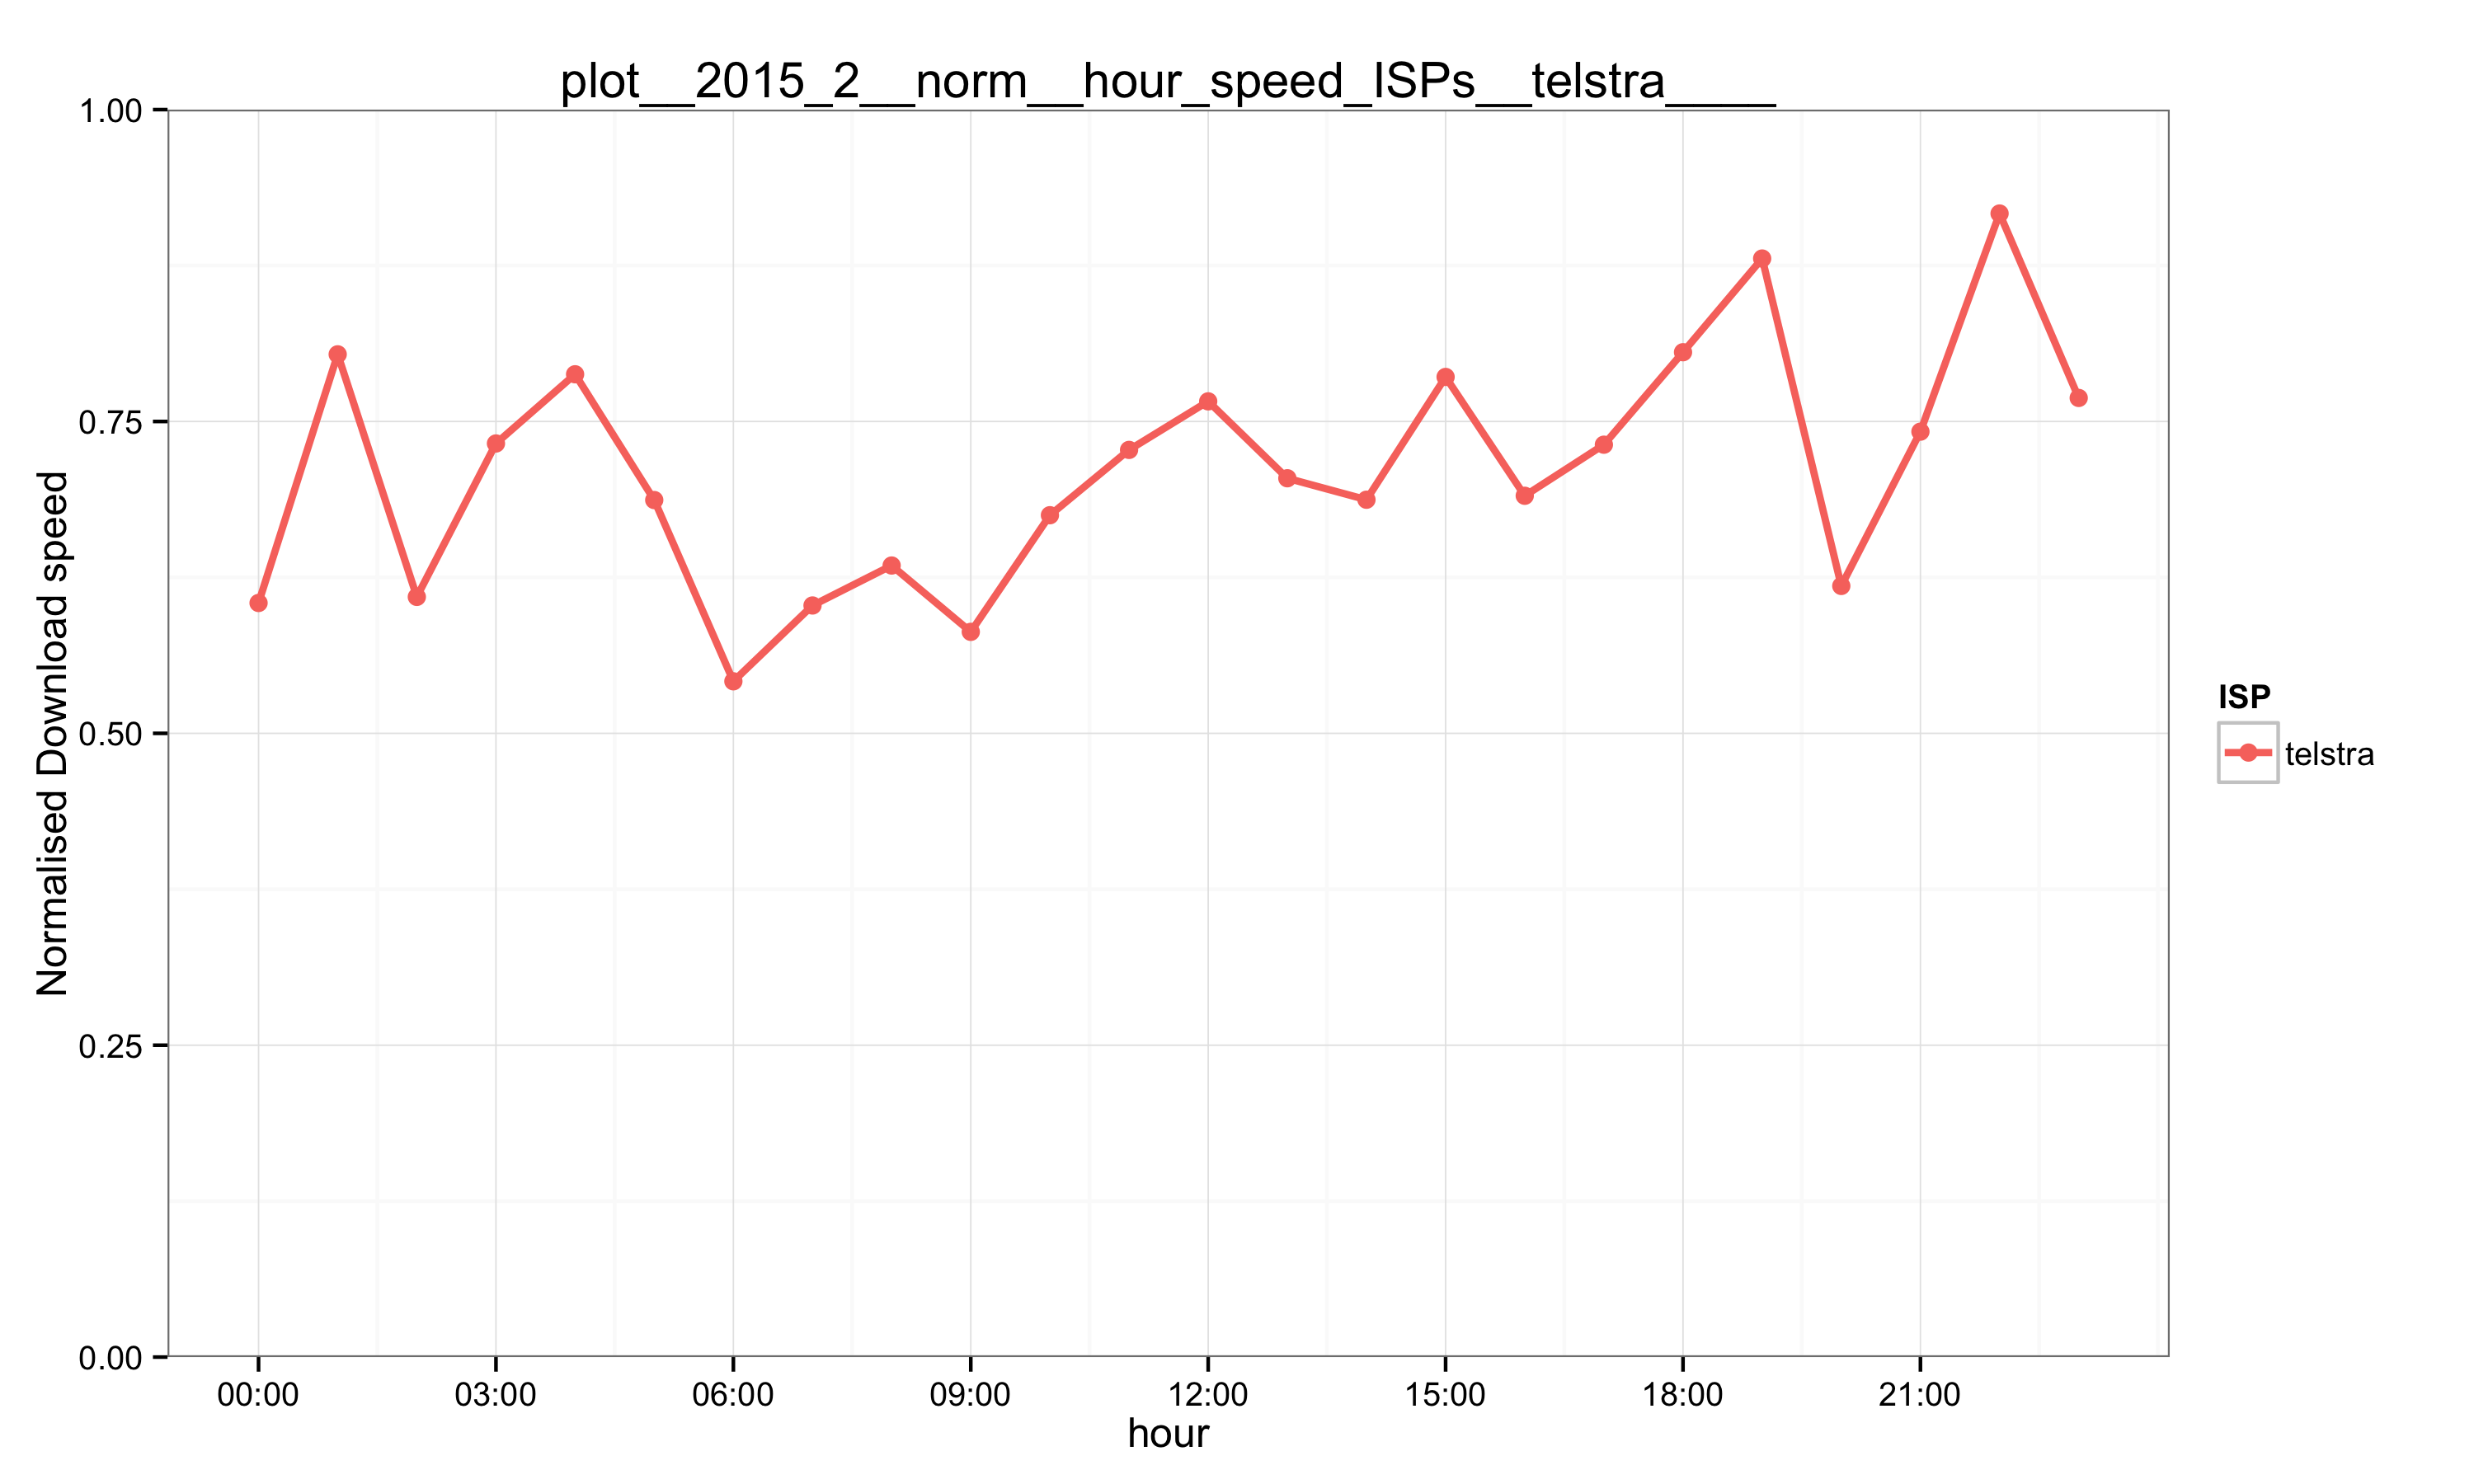 plot__2015_2__norm__hour_speed_ISPs__telstra____
1.00
0.75
0.50
0.25
0.00
Normalised Download speed
00:00 03:00 06:00 09:00 12:00 15:00 18:00 21:00
hour
ISP
telstra